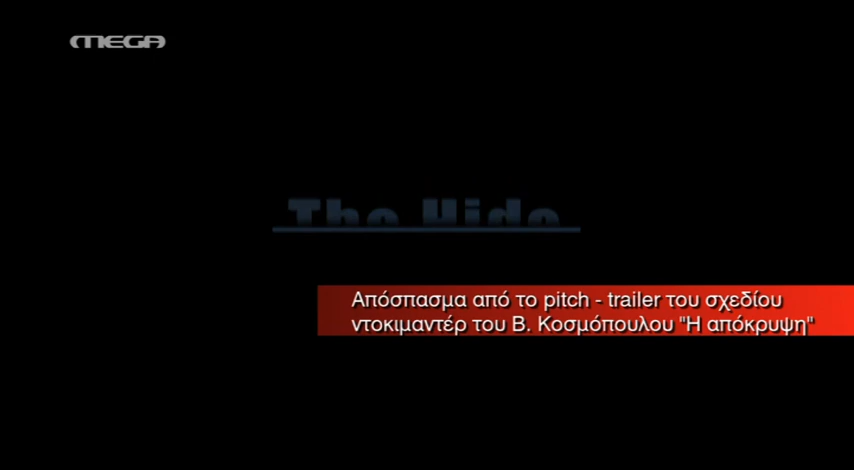 MEGA
The Hide
Απόσπασμα από το pitch - trailer του σχεδίου
ντοκιμαντέρ του Β. Κοσμόπουλου "Η απόκρυψη"